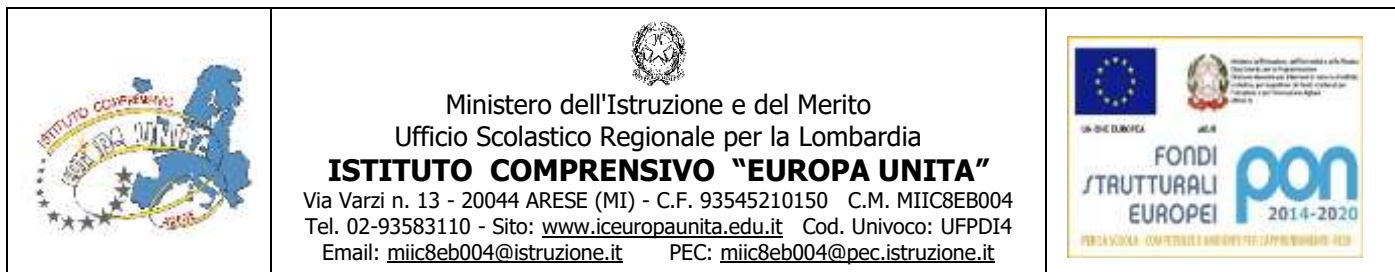 ISTITUTO COMPRENSIVO
Ministero dell'Istruzione e del Merito
Ufficio Scolastico Regionale per la Lombardia
ISTITUTO COMPRENSIVO “EUROPA UNITA”
Via Varzi n. 13 - 20044 ARESE (MI) - C.F. 93545210150 C.M. MIIC8EB004
Tel. 02-93583110 - Sito: www.iceuropaunita.edu.it Cod. Univoco: UFPDI4
Email: miic8eb004@istruzione.it PEC: miic8eb004@pec.istruzione.it
UNIONE EUROPEA
FONDI
STRUTTURALI
EUROPEI
pon
2014-2020